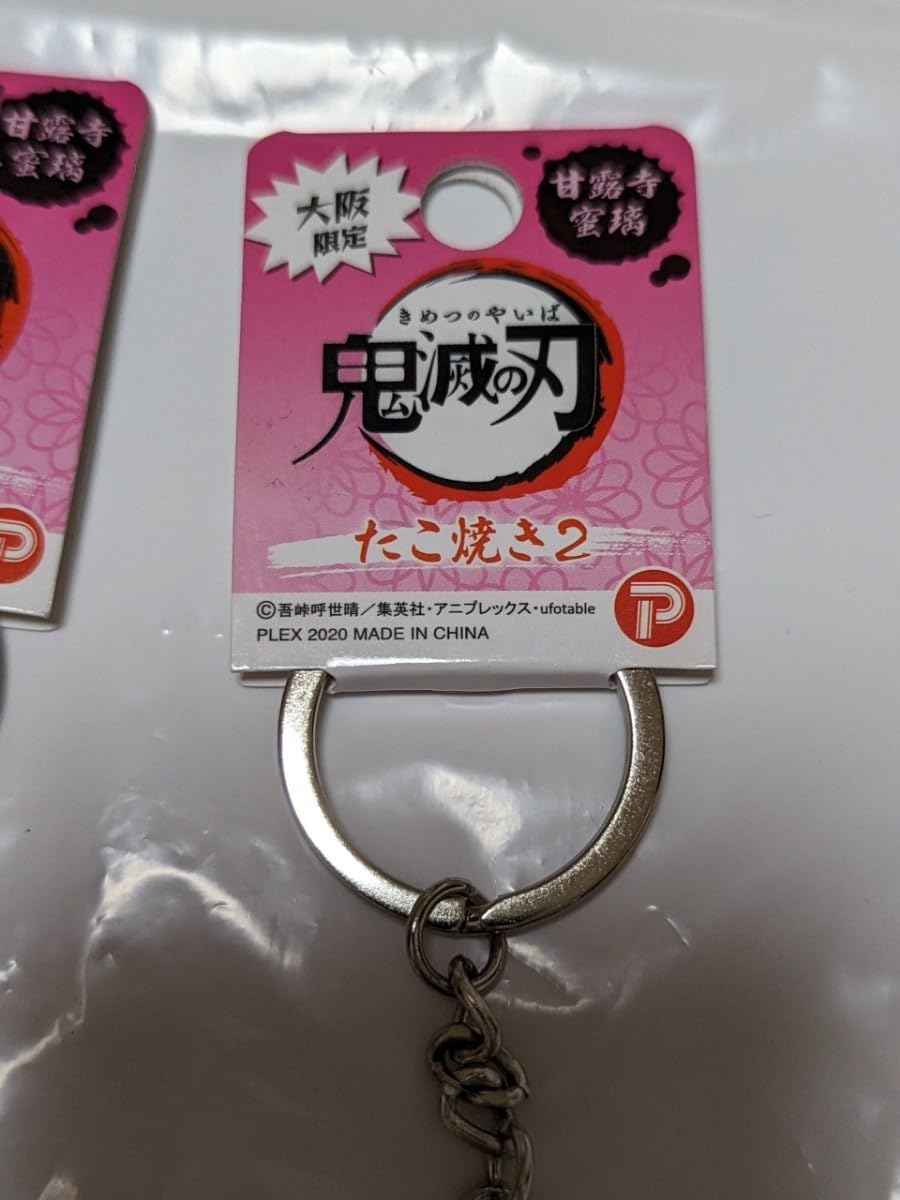 甘露寺
蜜璃
大阪
限定
甘露寺
蜜璃
きめつのやいば
鬼滅の刃
たこ焼き2
©吾峠呼世晴/集英社・アニプレックス・ufotable
PLEX 2020 MADE IN CHINA
P